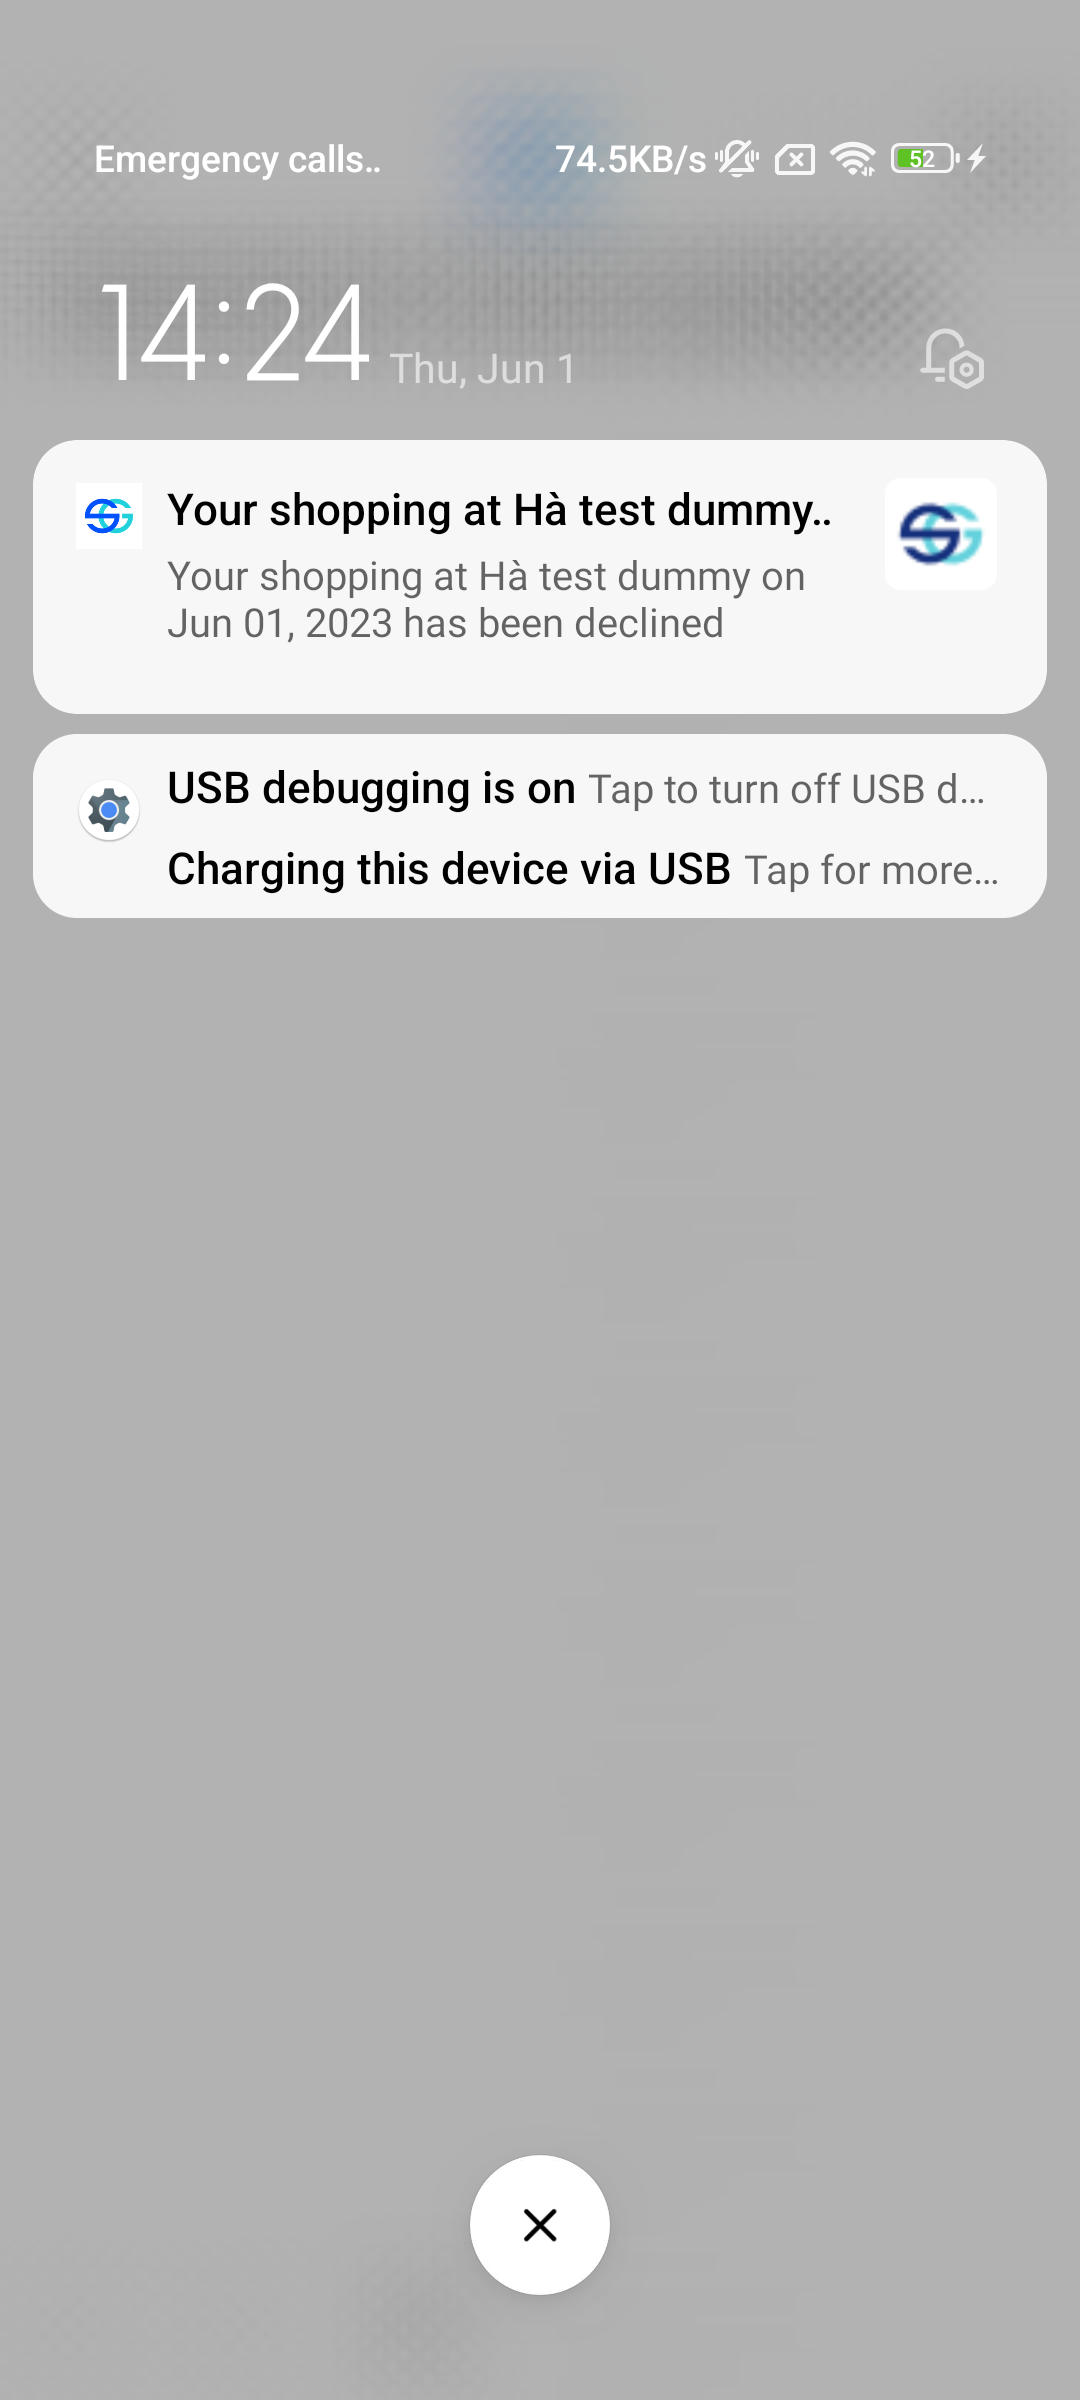 Emergency calls.. 74.5KB/s 52
14:24 Thu, Jun 1
Your shopping at Hà test dummy..
Your shopping at Hà test dummy on
Jun 01, 2023 has been declined
USB debugging is on Tap to turn off USB d...
Charging this device via USB Tap for more...